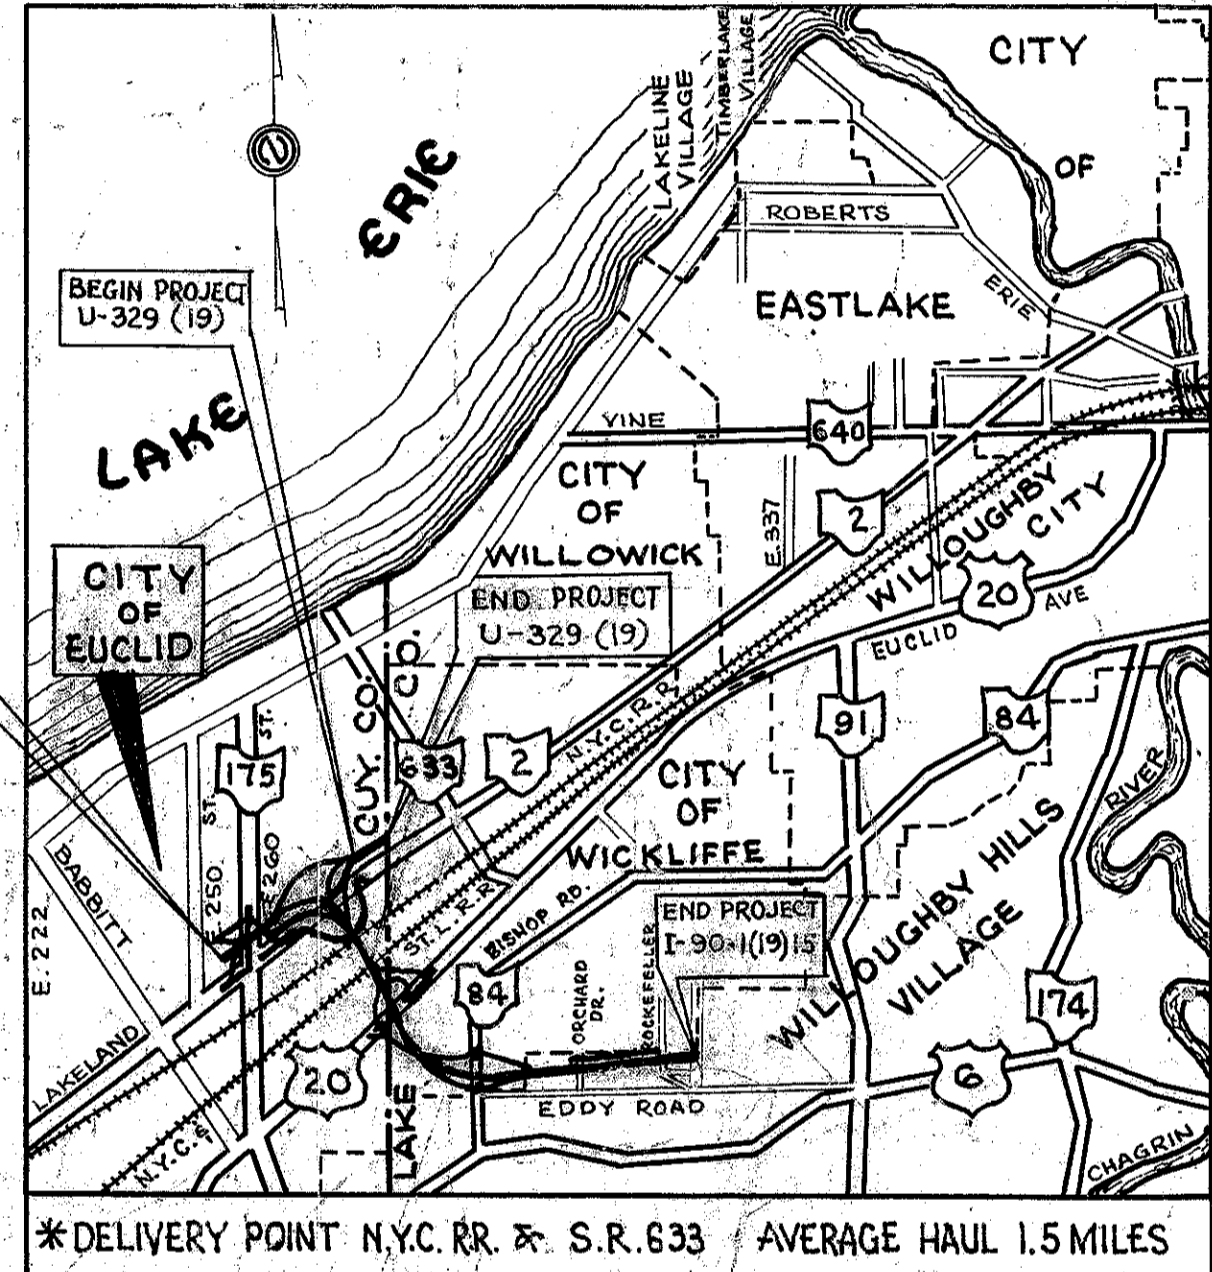 CITY
OF
LAKELINE
VILLAGE
TIMBERLAKE
VILLAGE
ERIE
ROBERTS
BEGIN PROJECT
U-329 (19)
EASTLAKE
ERIE
LAKE
VINE
640
CITY
OF
WILLOWICK
E.337
2
WILLOUGHBY
CITY
CITY
OF
EUCLID
END PROJECT
U-329 (19)
20
EUCLID
AVE
CUY. CO.
CO.
175
ST.
633
2
N.Y.C.R.R.
91
84
CITY
OF
WICKLIFFE
RIVER
BABBITT
E. 250
ST.
E. 260
E. 222
ST. L. R.R.
BISHOP RD.
END PROJECT
I-90-1(19)15
WILLOUGHBY HILLS
VILLAGE
84
ORCHARD
DR.
ROCKEFELLER
174
LAKELAND
20
6
EDDY ROAD
LAKE
N.Y.C. &
CHAGRIN
* DELIVERY POINT N.Y.C. RR. & S.R. 633 AVERAGE HAUL 1.5 MILES